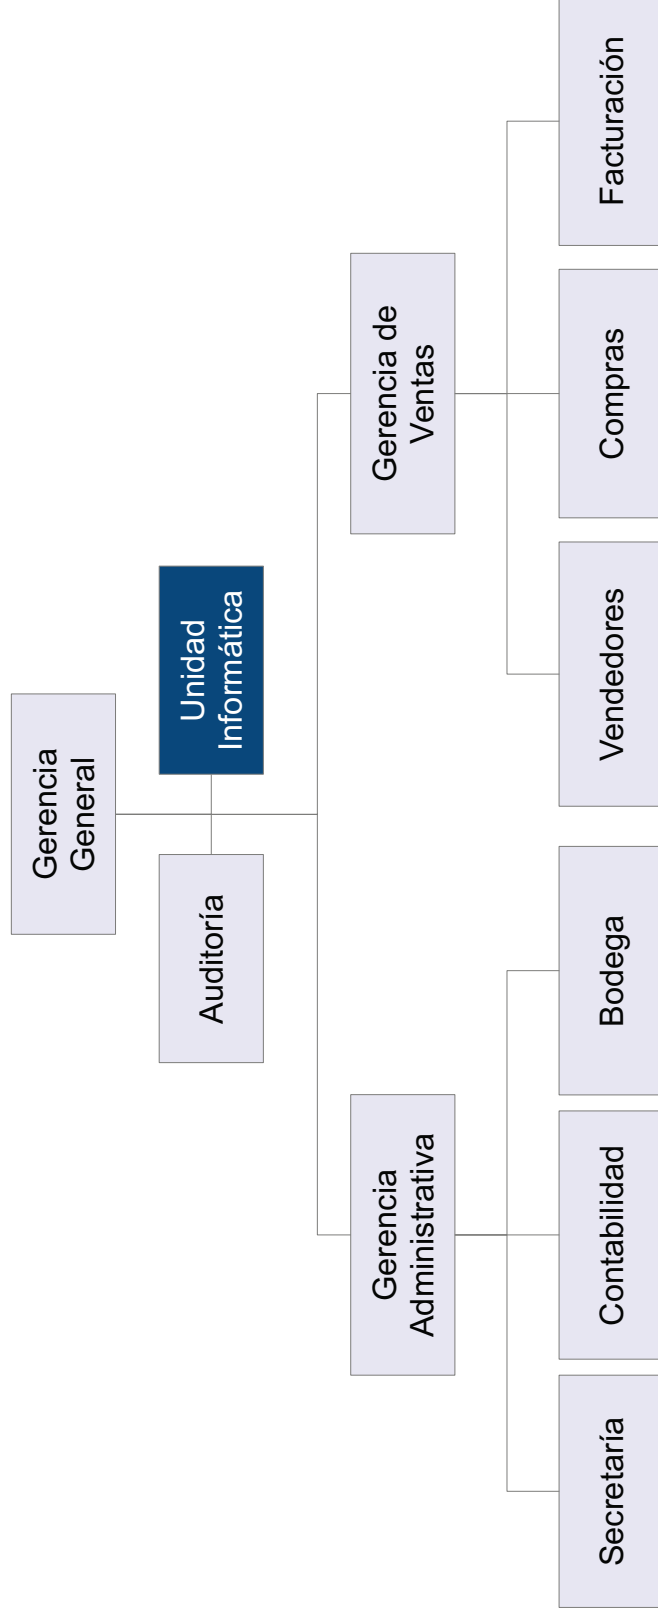 Gerencia
General
Auditoría
Unidad
Informática
Gerencia
Administrativa
Gerencia de
Ventas
Secretaría
Contabilidad
Bodega
Vendedores
Compras
Facturación